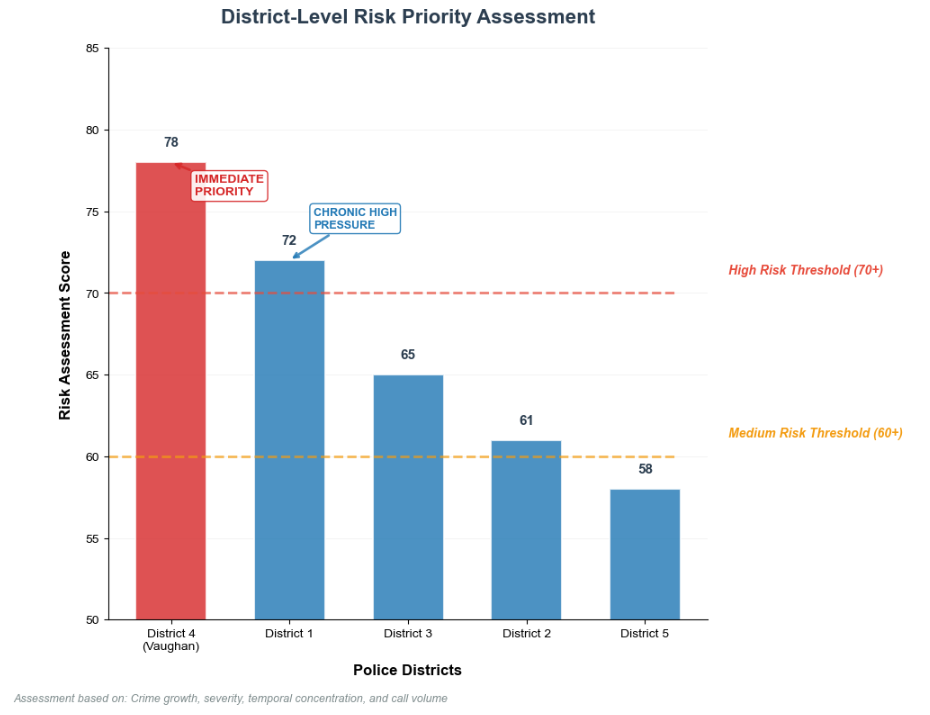 District-Level Risk Priority Assessment
85
80
75
70
65
60
55
50
Risk Assessment Score
78
IMMEDIATE
PRIORITY
72
CHRONIC HIGH
PRESSURE
65
61
58
High Risk Threshold (70+)
Medium Risk Threshold (60+)
District 4
(Vaughan)
District 1
District 3
District 2
District 5
Police Districts
Assessment based on: Crime growth, severity, temporal concentration, and call volume